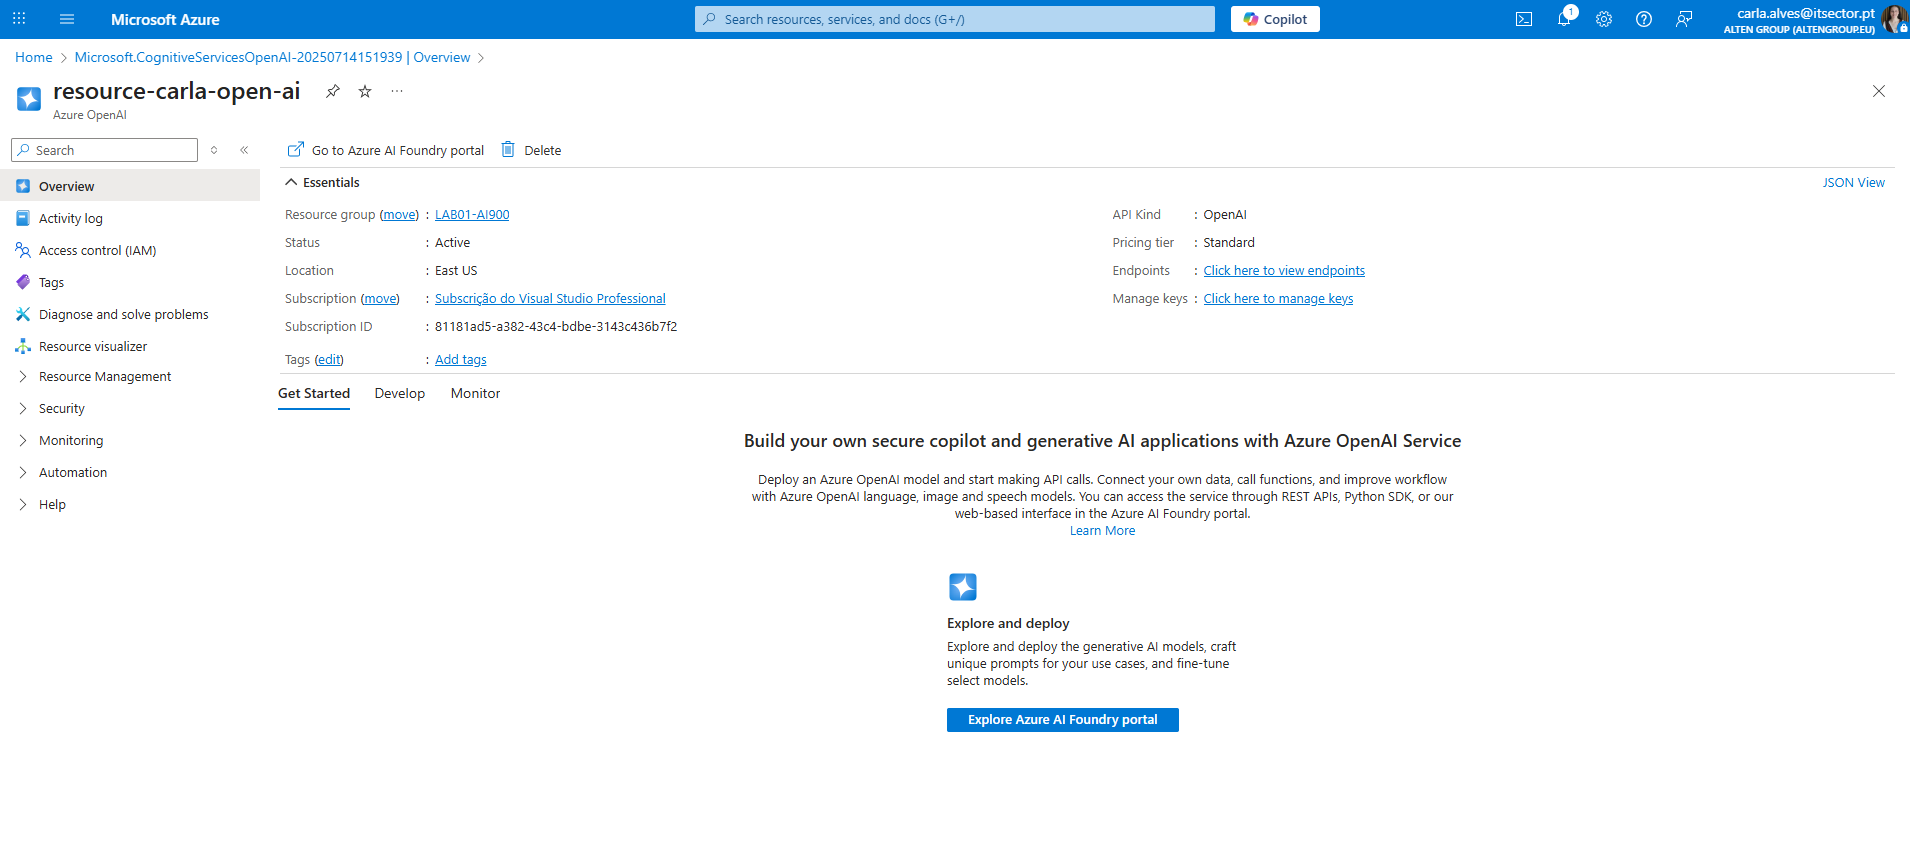 Microsoft Azure
Search resources, services, and docs (G+/)
Copilot
1
carla.alves@itsector.pt
ALTEN GROUP (ALTENGROUP.EU)
Home > Microsoft.CognitiveServicesOpenAI-20250714151939 | Overview >
resource-carla-open-ai
Azure OpenAI
Search
Go to Azure AI Foundry portal
Delete
Overview
Activity log
Access control (IAM)
Tags
Diagnose and solve problems
Resource visualizer
Resource Management
Security
Monitoring
Automation
Help
Essentials
JSON View
Resource group (move) : LAB01-AI900
Status : Active
Location : East US
Subscription (move) : Subscrição do Visual Studio Professional
Subscription ID : 81181ad5-a382-43c4-bdbe-3143c436b7f2
Tags (edit) : Add tags
API Kind : OpenAI
Pricing tier : Standard
Endpoints : Click here to view endpoints
Manage keys : Click here to manage keys
Get Started Develop Monitor
Build your own secure copilot and generative AI applications with Azure OpenAI Service
Deploy an Azure OpenAI model and start making API calls. Connect your own data, call functions, and improve workflow
with Azure OpenAI language, image and speech models. You can access the service through REST APIs, Python SDK, or our
web-based interface in the Azure AI Foundry portal.
Learn More
Explore and deploy
Explore and deploy the generative AI models, craft
unique prompts for your use cases, and fine-tune
select models.
Explore Azure AI Foundry portal